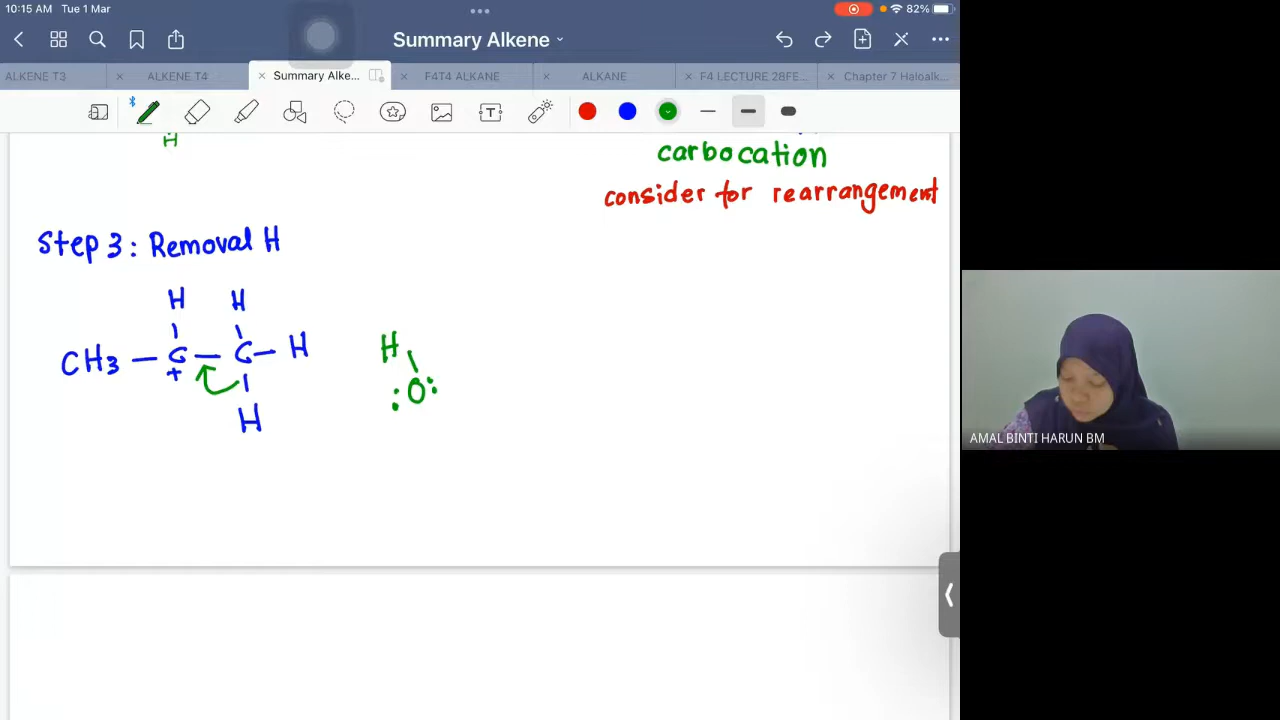 10:15 AM Tue 1 Mar
82%
Summary Alkene
ALKENE T3
ALKENE T4
Summary Alke...
F4T4 ALKANE
ALKANE
F4 LECTURE 28FE...
Chapter 7 Haloalk...
T
H
carbocation
consider for rearrangement
Step 3: Removal H
H H
CH3 — C — C — H
+
H
H
:O:
AMAL BINTI HARUN BM